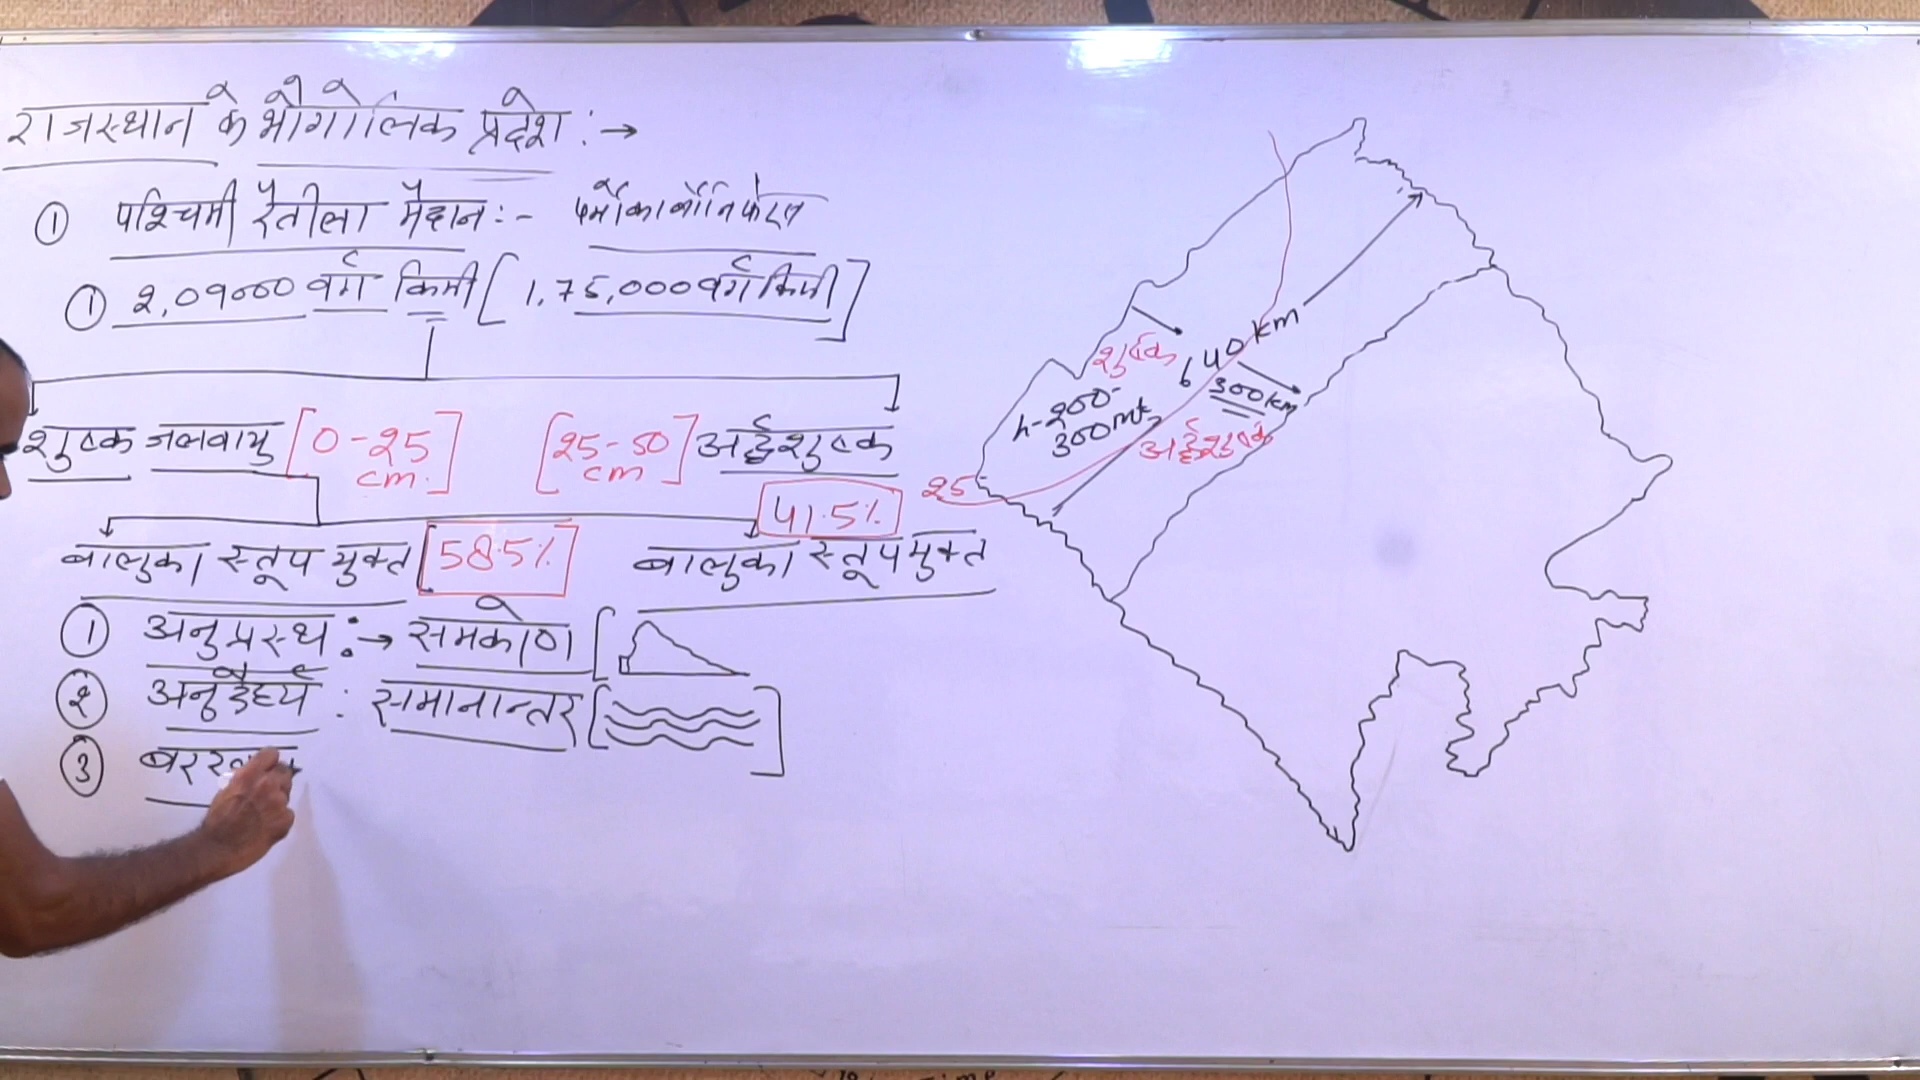 राजस्थान के भौगोलिक प्रदेश :→
① पश्चिमी रेतीला मैदान :-
① 2,09000 वर्ग किमी [ 1,75,000 वर्ग किमी ]
शुष्क जलवायु [ 0-25 cm. ] [ 25-50 cm ] अर्द्धशुष्क
बालुका स्तूप युक्त [58.5%] बालुका स्तूप मुक्त 41.5%
① अनुप्रस्थ :→ समकोण
② अनुदैर्ध्य : समानान्तर
③
शुष्क
640 km
300 km
h-200-300 mt
अर्द्धशुष्क
25